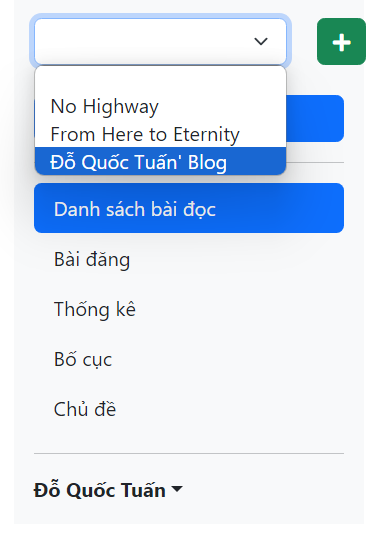 No Highway
From Here to Eternity
Đỗ Quốc Tuấn' Blog
Danh sách bài đọc
Bài đăng
Thống kê
Bố cục
Chủ đề
Đỗ Quốc Tuấn